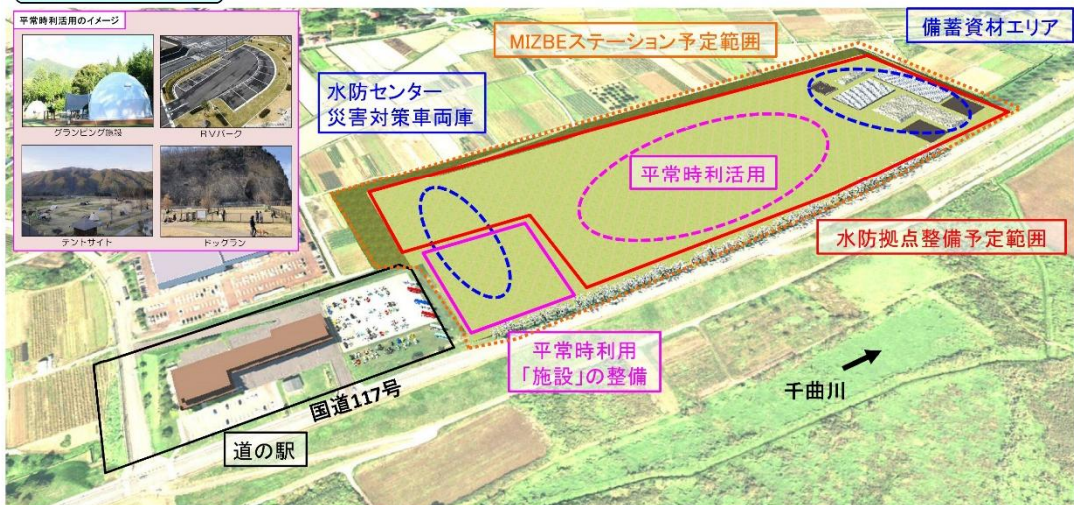 平常時利活用のイメージ
グランピング施設
RVパーク
テントサイト
ドッグラン
MIZBEステーション予定範囲
備蓄資材エリア
水防センター
災害対策車両庫
平常時利活用
水防拠点整備予定範囲
平常時利用
「施設」の整備
千曲川
国道117号
道の駅